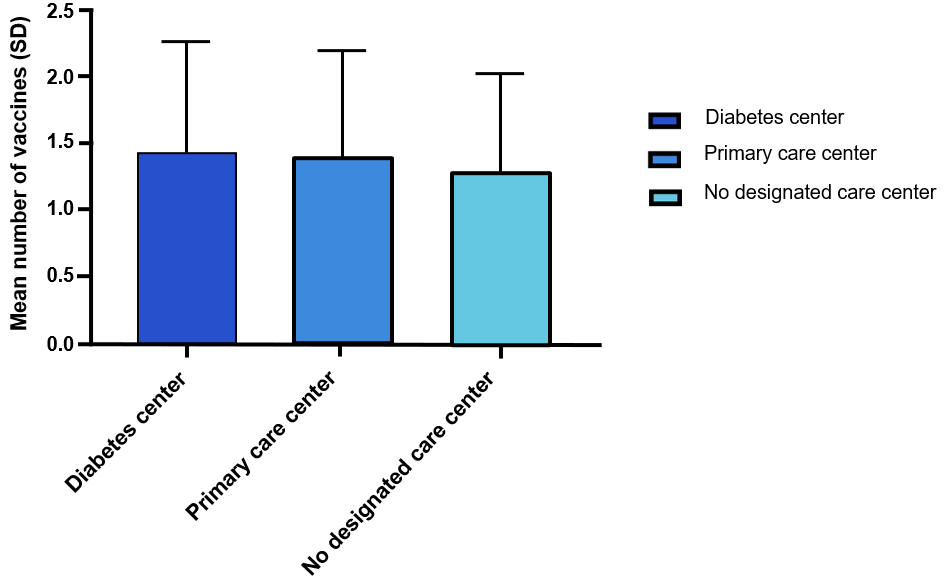 Mean number of vaccines (SD)
2.5
2.0
1.5
1.0
0.5
0.0
Diabetes center
Primary care center
No designated care center
Diabetes center
Primary care center
No designated care center